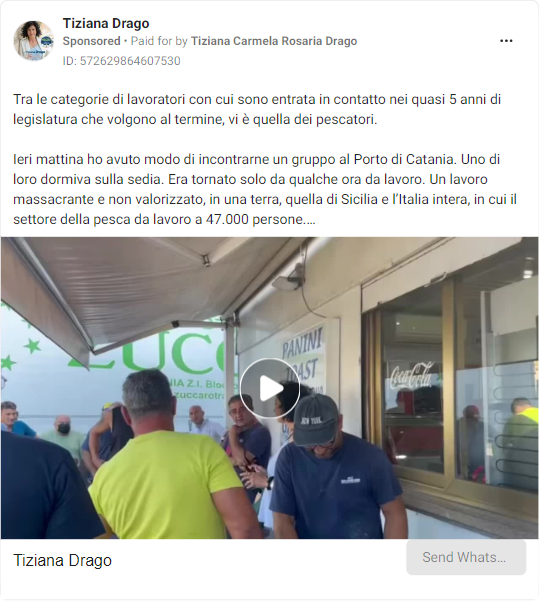 Tiziana Drago
Sponsored • Paid for by Tiziana Carmela Rosaria Drago
ID: 572629864607530
Tra le categorie di lavoratori con cui sono entrata in contatto nei quasi 5 anni di
legislatura che volgono al termine, vi è quella dei pescatori.
Ieri mattina ho avuto modo di incontrarne un gruppo al Porto di Catania. Uno di
loro dormiva sulla sedia. Era tornato solo da qualche ora da lavoro. Un lavoro
massacrante e non valorizzato, in una terra, quella di Sicilia e l'Italia intera, in cui il
settore della pesca da lavoro a 47.000 persone....
ZUCC
NIA Z.I. Bloc
zuccarotr
PANINI
TOAST
Coca-Cola
NEW YORK
Tiziana Drago
Send Whats...